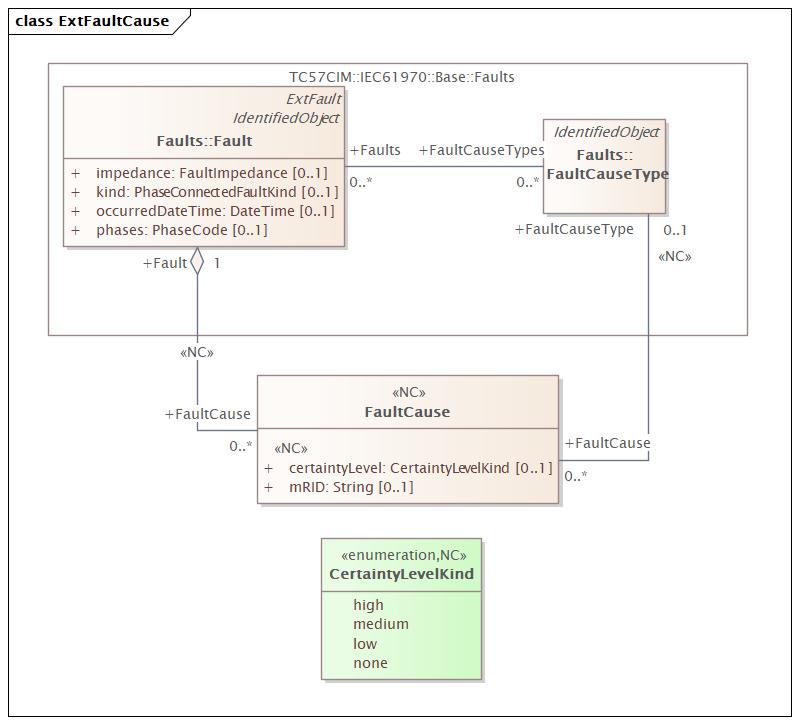 class ExtFaultCause
TC57CIM::IEC61970::Base::Faults
ExtFault
IdentifiedObject
Faults::Fault
+ impedance: FaultImpedance [0..1]
+ kind: PhaseConnectedFaultKind [0..1]
+ occurredDateTime: DateTime [0..1]
+ phases: PhaseCode [0..1]
+Faults +FaultCauseTypes
0..* 0..*
IdentifiedObject
Faults::
FaultCauseType
+FaultCauseType 0..1
«NC»
+Fault 1
«NC»
+FaultCause
0..*
«NC»
FaultCause
«NC»
+ certaintyLevel: CertaintyLevelKind [0..1]
+ mRID: String [0..1]
+FaultCause
0..*
«enumeration,NC»
CertaintyLevelKind
high
medium
low
none